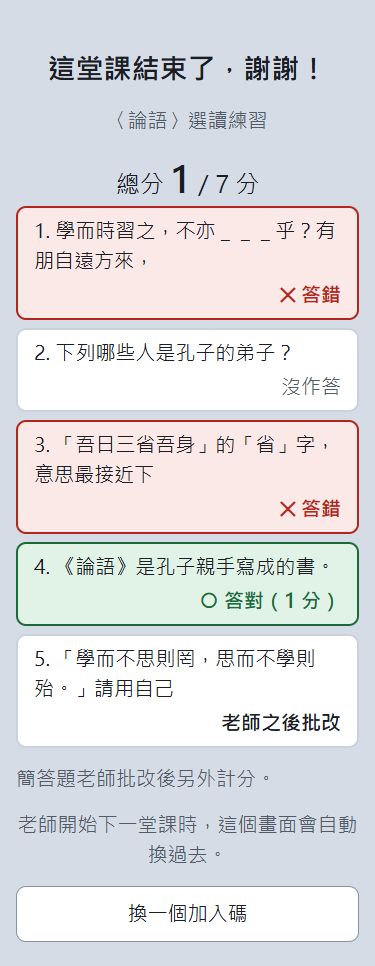 這堂課結束了，謝謝！
〈論語〉選讀練習
總分 1 / 7 分
1. 學而時習之，不亦＿＿＿乎？有
朋自遠方來，
✕ 答錯
2. 下列哪些人是孔子的弟子？
沒作答
3. 「吾日三省吾身」的「省」字，
意思最接近下
✕ 答錯
4. 《論語》是孔子親手寫成的書。
○ 答對（1 分）
5. 「學而不思則罔，思而不學則
殆。」請用自己
老師之後批改
簡答題老師批改後另外計分。
老師開始下一堂課時，這個畫面會自動
換過去。
換一個加入碼